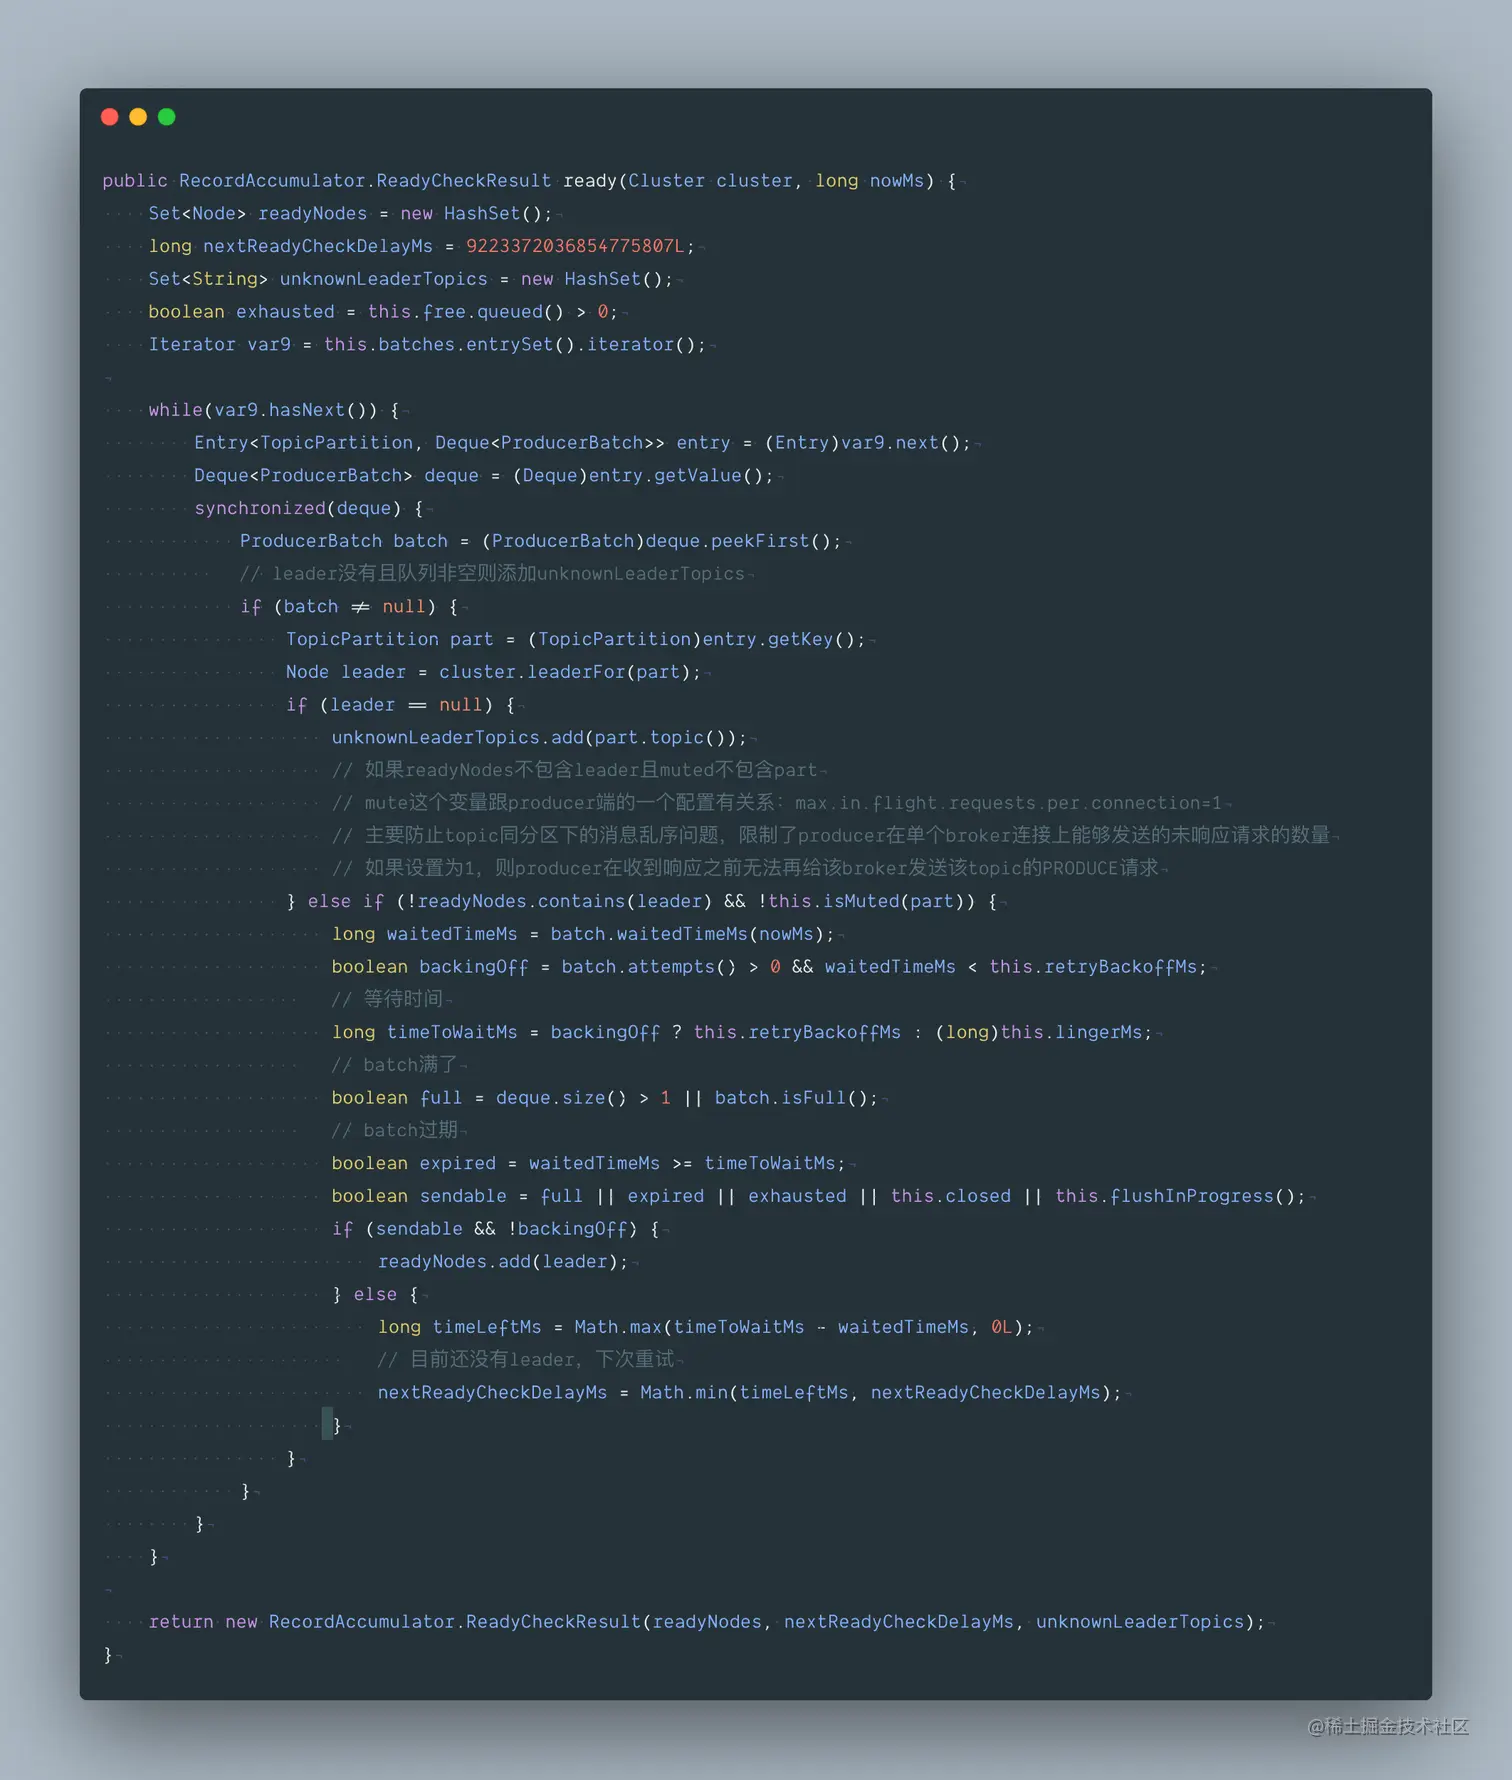 public RecordAccumulator.ReadyCheckResult ready(Cluster cluster, long nowMs) {
    Set<Node> readyNodes = new HashSet();
    long nextReadyCheckDelayMs = 9223372036854775807L;
    Set<String> unknownLeaderTopics = new HashSet();
    boolean exhausted = this.free.queued() > 0;
    Iterator var9 = this.batches.entrySet().iterator();

    while(var9.hasNext()) {
        Entry<TopicPartition, Deque<ProducerBatch>> entry = (Entry)var9.next();
        Deque<ProducerBatch> deque = (Deque)entry.getValue();
        synchronized(deque) {
            ProducerBatch batch = (ProducerBatch)deque.peekFirst();
            // leader没有且队列非空则添加unknownLeaderTopics
            if (batch != null) {
                TopicPartition part = (TopicPartition)entry.getKey();
                Node leader = cluster.leaderFor(part);
                if (leader == null) {
                    unknownLeaderTopics.add(part.topic());
                    // 如果readyNodes不包含leader且muted不包含part
                    // mute这个变量跟producer端的一个配置有关系：max.in.flight.requests.per.connection=1
                    // 主要防止topic同分区下的消息乱序问题，限制了producer在单个broker连接上能够发送的未响应请求的数量
                    // 如果设置为1，则producer在收到响应之前无法再给该broker发送该topic的PRODUCE请求
                } else if (!readyNodes.contains(leader) && !this.isMuted(part)) {
                    long waitedTimeMs = batch.waitedTimeMs(nowMs);
                    boolean backingOff = batch.attempts() > 0 && waitedTimeMs < this.retryBackoffMs;
                    // 等待时间
                    long timeToWaitMs = backingOff ? this.retryBackoffMs : (long)this.lingerMs;
                    // batch满了
                    boolean full = deque.size() > 1 || batch.isFull();
                    // batch过期
                    boolean expired = waitedTimeMs >= timeToWaitMs;
                    boolean sendable = full || expired || exhausted || this.closed || this.flushInProgress();
                    if (sendable && !backingOff) {
                        readyNodes.add(leader);
                    } else {
                        long timeLeftMs = Math.max(timeToWaitMs - waitedTimeMs, 0L);
                        // 目前还没有leader，下次重试
                        nextReadyCheckDelayMs = Math.min(timeLeftMs, nextReadyCheckDelayMs);
                    }
                }
            }
        }
    }

    return new RecordAccumulator.ReadyCheckResult(readyNodes, nextReadyCheckDelayMs, unknownLeaderTopics);
}
@稀土掘金技术社区